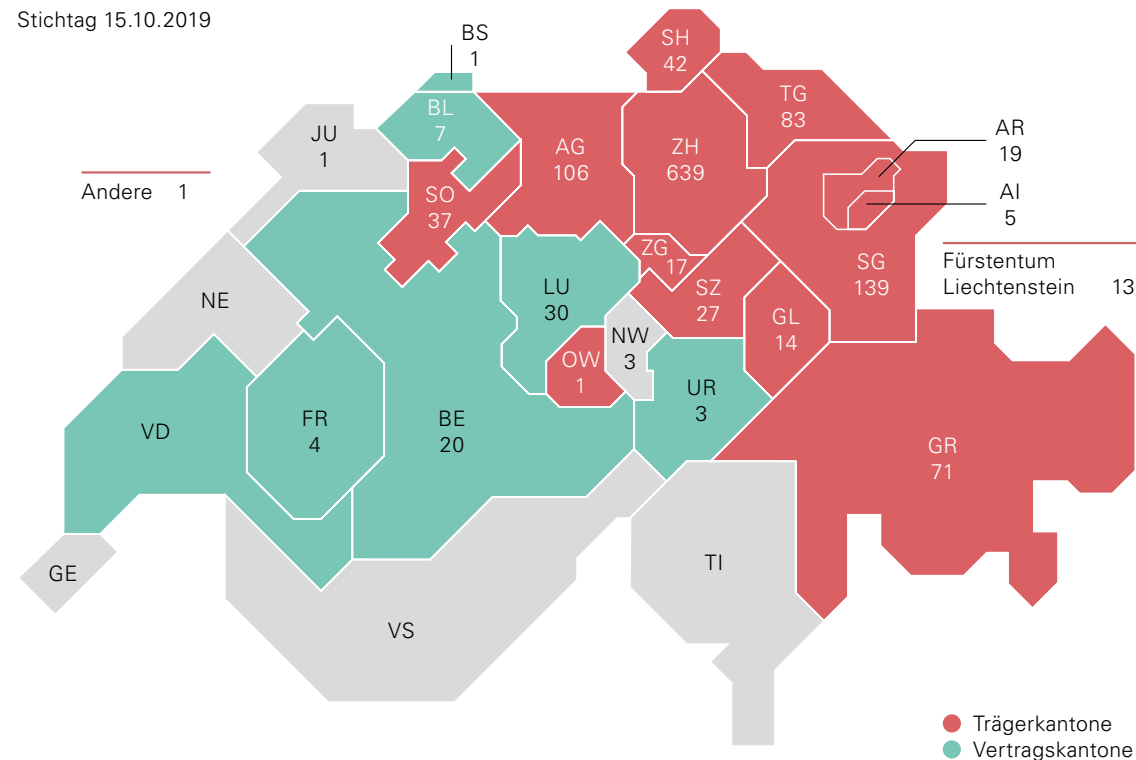 Stichtag 15.10.2019
BS
1
SH
42
BL
7
TG
83
JU
1
AG
106
ZH
639
AR
19
Andere 1
SO
37
AI
5
ZG
17
SG
139
Fürstentum
Liechtenstein 13
NE
LU
30
SZ
27
GL
14
NW
3
OW
1
UR
3
VD
FR
4
BE
20
GR
71
GE
TI
VS
Trägerkantone
Vertragskantone